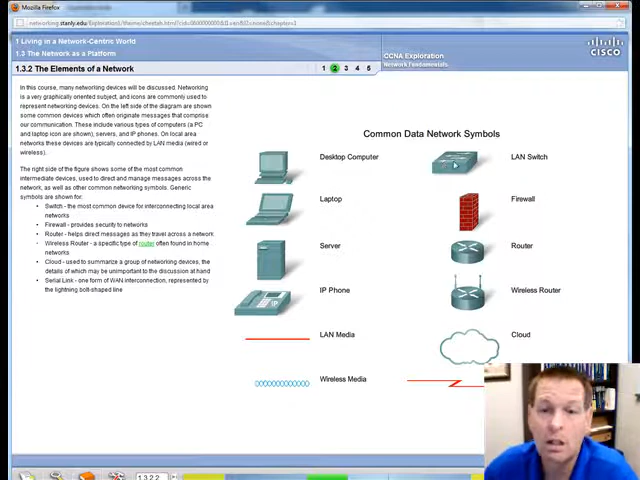 Mozilla Firefox
1 Living in a Network-Centric World
1.3 The Network as a Platform
CCNA Exploration
Network Fundamentals
CISCO
1.3.2 The Elements of a Network
1 2 3 4 5
In this course, many networking devices will be discussed. Networking
is a very graphically oriented subject, and icons are commonly used to
represent networking devices. On the left side of the diagram are shown
some common devices which often originate messages that comprise
our communication. These include various types of computers (a PC
and laptop icon are shown), servers, and IP phones. On local area
networks these devices are typically connected by LAN media (wired or
wireless).
The right side of the figure shows some of the most common
intermediate devices, used to direct and manage messages across the
network, as well as other common networking symbols. Generic
symbols are shown for:
• Switch - the most common device for interconnecting local area
networks
• Firewall - provides security to networks
• Router - helps direct messages as they travel across a network
• Wireless Router - a specific type of router often found in home
networks
• Cloud - used to summarize a group of networking devices, the
details of which may be unimportant to the discussion at hand
• Serial Link - one form of WAN interconnection, represented by
the lightning bolt-shaped line
Common Data Network Symbols
Desktop Computer
LAN Switch
Laptop
Firewall
Server
Router
IP Phone
Wireless Router
LAN Media
Cloud
Wireless Media
1.3.2.2